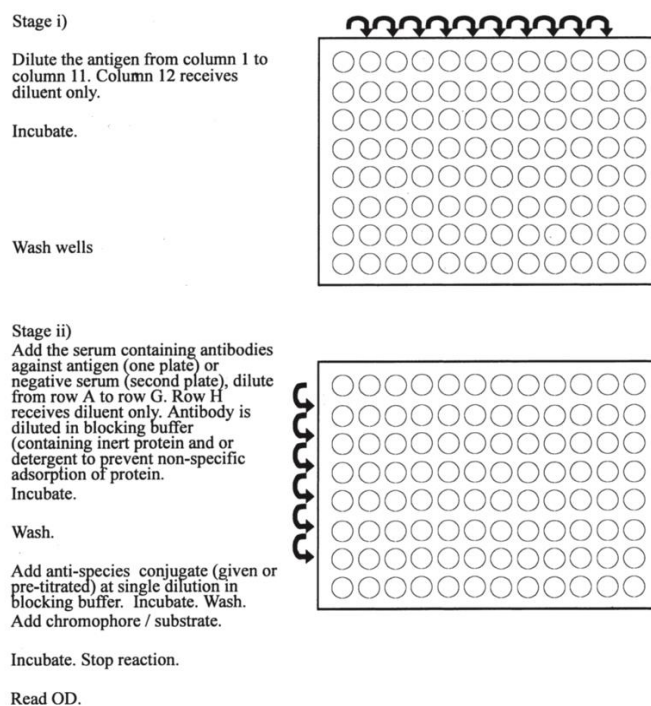 Stage i)
Dilute the antigen from column 1 to
column 11. Column 12 receives
diluent only.
Incubate.
Wash wells
Stage ii)
Add the serum containing antibodies
against antigen (one plate) or
negative serum (second plate), dilute
from row A to row G. Row H
receives diluent only. Antibody is
diluted in blocking buffer
(containing inert protein and or
detergent to prevent non-specific
adsorption of protein.
Incubate.
Wash.
Add anti-species conjugate (given or
pre-titrated) at single dilution in
blocking buffer. Incubate. Wash.
Add chromophore / substrate.
Incubate. Stop reaction.
Read OD.